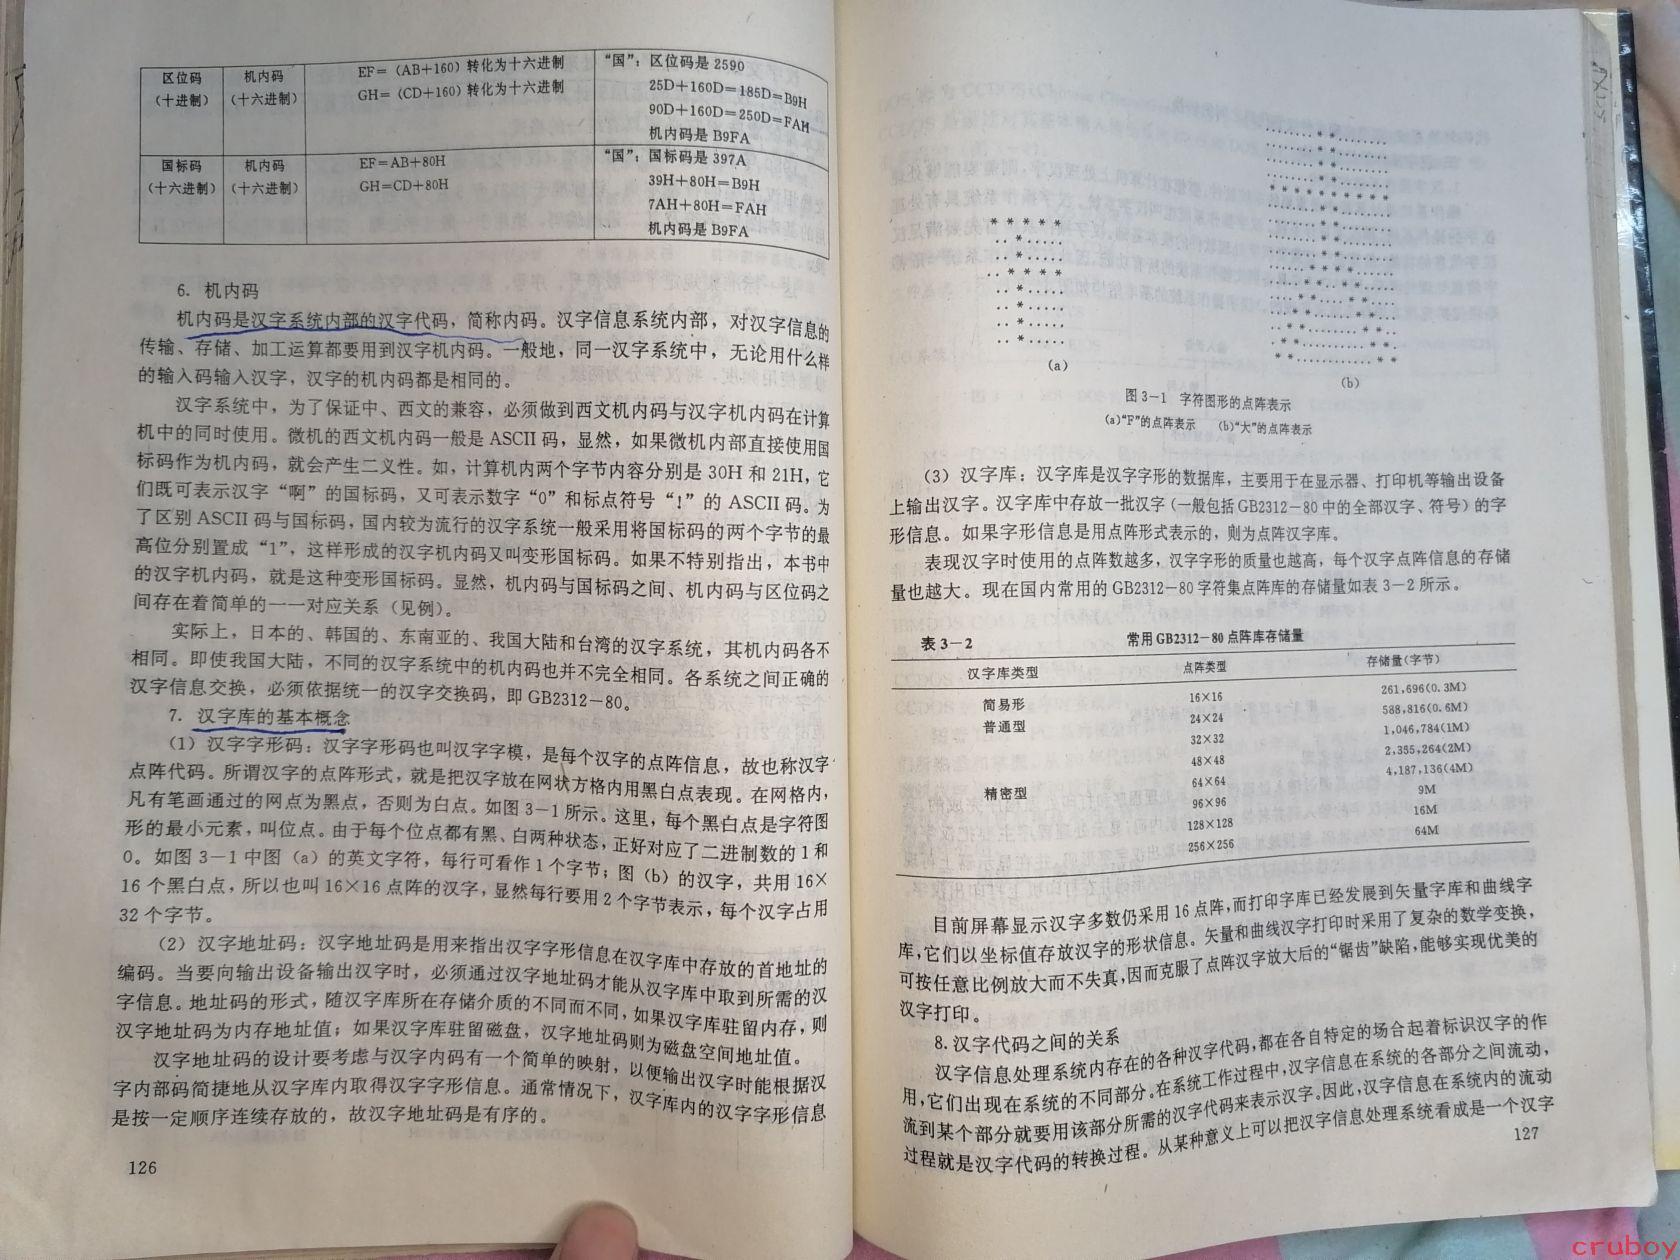 区位码 机内码 EF=（AB+160）转化为十六进制 “国”：区位码是 2590
（十进制） （十六进制） GH=（CD+160）转化为十六进制 25D+160D=185D=B9H
90D+160D=250D=FAH
机内码是 B9FA
国标码 机内码 EF=AB+80H “国”：国标码是 397A
（十六进制） （十六进制） GH=CD+80H 39H+80H=B9H
7AH+80H=FAH
机内码是 B9FA
6. 机内码
机内码是汉字系统内部的汉字代码，简称内码。汉字信息系统内部，对汉字信息的
传输、存储、加工运算都要用到汉字机内码。一般地，同一汉字系统中，无论用什么样
的输入码输入汉字，汉字的机内码都是相同的。
汉字系统中，为了保证中、西文的兼容，必须做到西文机内码与汉字机内码在计算
机中的同时使用。微机的西文机内码一般是 ASCII 码，显然，如果微机内部直接使用国
标码作为机内码，就会产生二义性。如，计算机内两个字节内容分别是 30H 和 21H，它
们既可表示汉字“啊”的国标码，又可表示数字“0”和标点符号“!”的 ASCII 码。为
了区别 ASCII 码与国标码，国内较为流行的汉字系统一般采用将国标码的两个字节的最
高位分别置成“1”，这样形成的汉字机内码又叫变形国标码。如果不特别指出，本书中
的汉字机内码，就是这种变形国标码。显然，机内码与国标码之间、机内码与区位码之
间存在着简单的一一对应关系（见例）。
实际上，日本的、韩国的、东南亚的、我国大陆和台湾的汉字系统，其机内码各不
相同。即使我国大陆，不同的汉字系统中的机内码也并不完全相同。各系统之间正确的
汉字信息交换，必须依据统一的汉字交换码，即 GB2312－80。
7. 汉字库的基本概念
（1）汉字字形码：汉字字形码也叫汉字字模，是每个汉字的点阵信息，故也称汉字
点阵代码。所谓汉字的点阵形式，就是把汉字放在网状方格内用黑白点表现。在网格内，
凡有笔画通过的网点为黑点，否则为白点。如图 3－1 所示。这里，每个黑白点是字符图
形的最小元素，叫位点。由于每个位点都有黑、白两种状态，正好对应了二进制数的 1 和
0。如图 3－1 中图（a）的英文字符，每行可看作 1 个字节；图（b）的汉字，共用 16×
16 个黑白点，所以也叫 16×16 点阵的汉字，显然每行要用 2 个字节表示，每个汉字占用
32 个字节。
（2）汉字地址码：汉字地址码是用来指出汉字字形信息在汉字库中存放的首地址的
编码。当要向输出设备输出汉字时，必须通过汉字地址码才能从汉字库中取到所需的汉
字信息。地址码的形式，随汉字库所在存储介质的不同而不同，如果汉字库驻留内存，则
汉字地址码为内存地址值；如果汉字库驻留磁盘，汉字地址码则为磁盘空间地址值。
汉字地址码的设计要考虑与汉字内码有一个简单的映射，以便输出汉字时能根据汉
字内部码简捷地从汉字库内取得汉字字形信息。通常情况下，汉字库内的汉字字形信息
是按一定顺序连续存放的，故汉字地址码是有序的。
126
(a)
(b)
图 3－1 字符图形的点阵表示
(a)“F”的点阵表示 (b)“大”的点阵表示
（3）汉字库：汉字库是汉字字形的数据库，主要用于在显示器、打印机等输出设备
上输出汉字。汉字库中存放一批汉字（一般包括GB2312－80中的全部汉字、符号）的字
形信息。如果字形信息是用点阵形式表示的，则为点阵汉字库。
表现汉字时使用的点阵数越多，汉字字形的质量也越高，每个汉字点阵信息的存储
量也越大。现在国内常用的 GB2312－80 字符集点阵库的存储量如表 3－2 所示。
表 3－2 常用 GB2312－80 点阵库存储量
汉字库类型 点阵类型 存储量(字节)
简易形 16×16 261,696(0.3M)
普通型 24×24 588,816(0.6M)
32×32 1,046,784(1M)
48×48 2,355,264(2M)
精密型 64×64 4,187,136(4M)
96×96 9M
128×128 16M
256×256 64M
目前屏幕显示汉字多数仍采用 16 点阵，而打印字库已经发展到矢量字库和曲线字
库，它们以坐标值存放汉字的形状信息。矢量和曲线汉字打印时采用了复杂的数学变换，
可按任意比例放大而不失真，因而克服了点阵汉字放大后的“锯齿”缺陷，能够实现优美的
汉字打印。
8. 汉字代码之间的关系
汉字信息处理系统内存在的各种汉字代码，都在各自特定的场合起着标识汉字的作
用，它们出现在系统的不同部分。在系统工作过程中，汉字信息在系统的各部分之间流动，
流到某个部分就要用该部分所需的汉字代码来表示汉字。因此，汉字信息在系统内的流动
过程就是汉字代码的转换过程。从某种意义上可以把汉字信息处理系统看成是一个汉字
127
cruboy